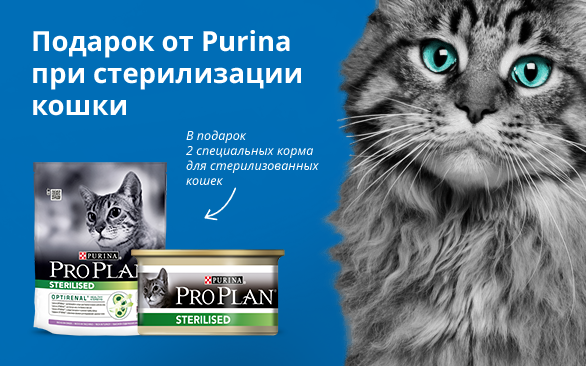 Подарок от Purina
при стерилизации
кошки
В подарок
2 специальных корма
для стерилизованных
кошек
PURINA
PRO PLAN
STERILISED
OPTIRENAL
PURINA
PRO PLAN
STERILISED